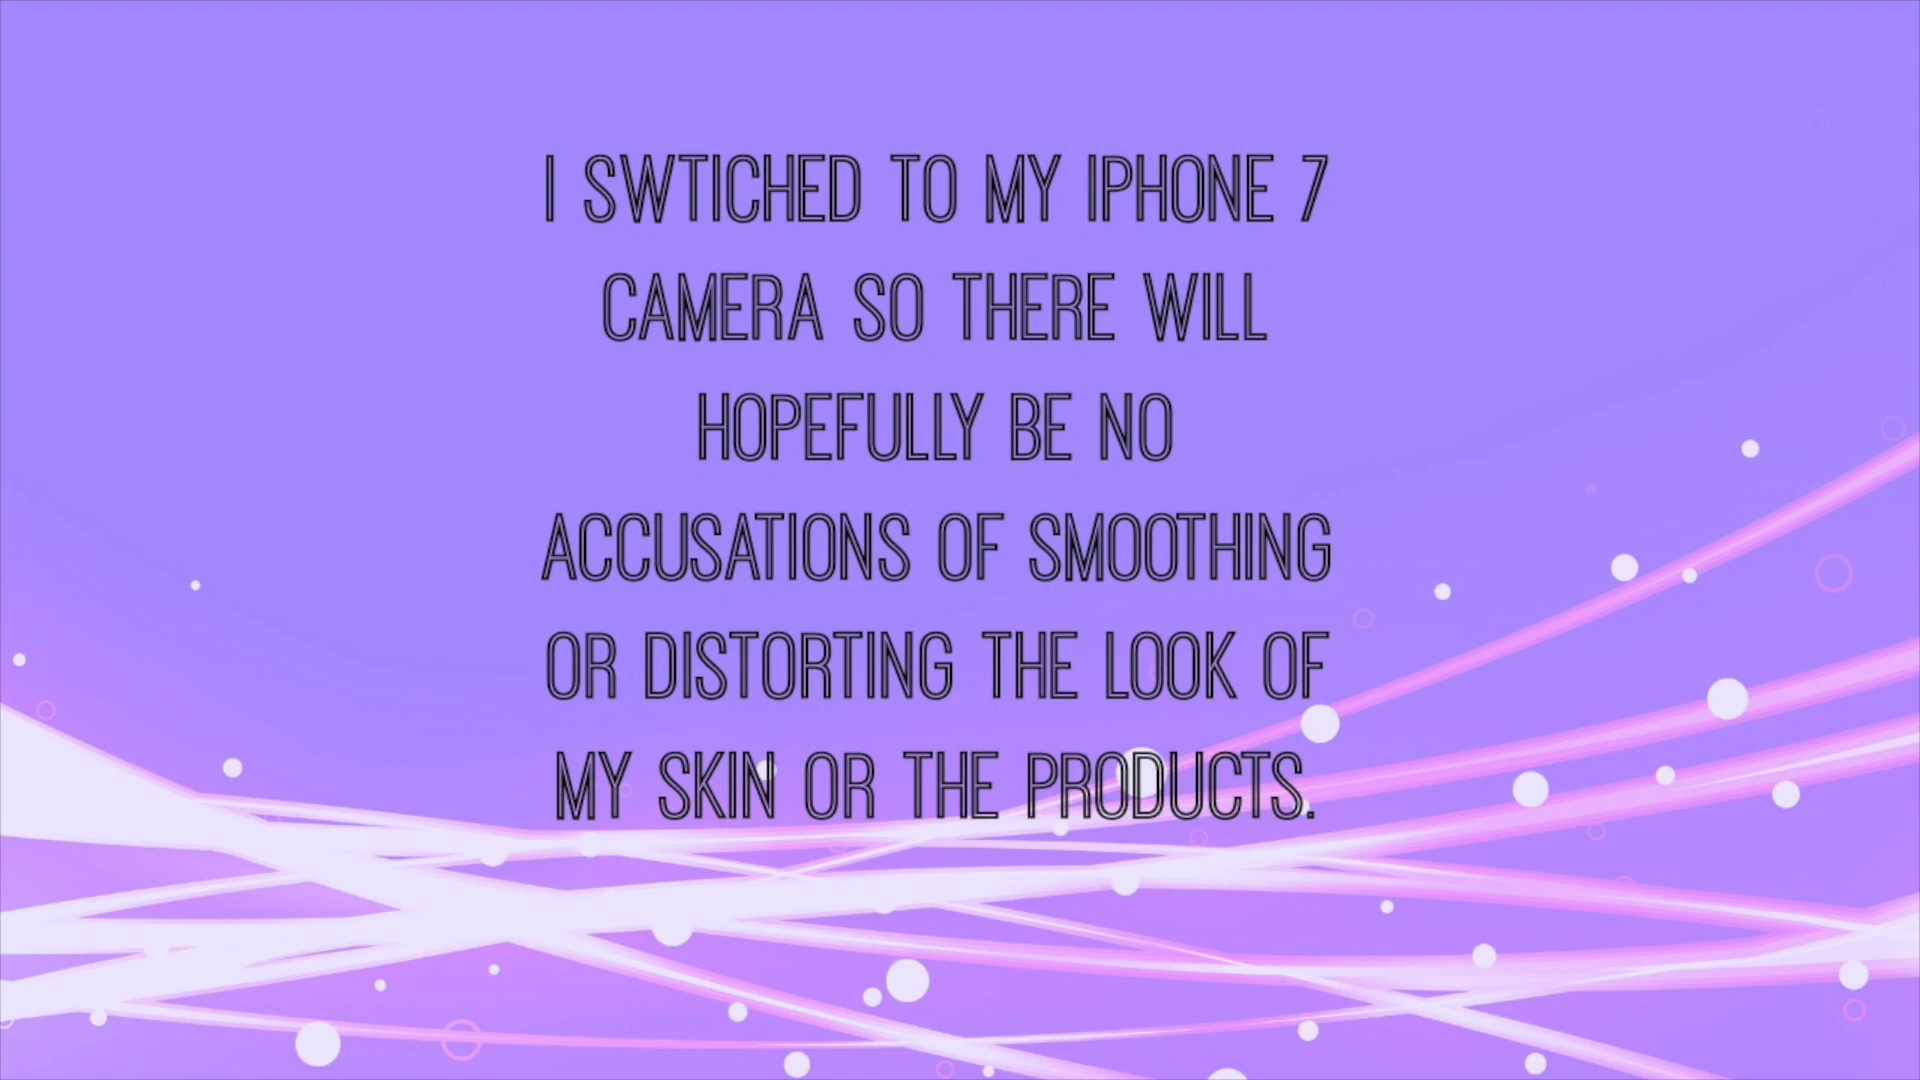 I SWTICHED TO MY IPHONE 7
CAMERA SO THERE WILL
HOPEFULLY BE NO
ACCUSATIONS OF SMOOTHING
OR DISTORTING THE LOOK OF
MY SKIN OR THE PRODUCTS.